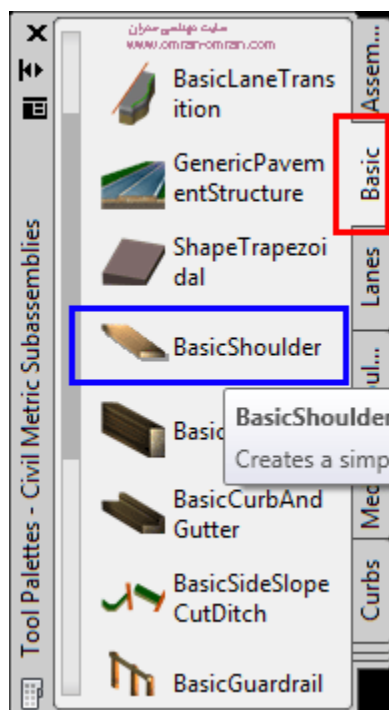 سایت مهندسی عمران
www.omran-omran.com
BasicLaneTrans
ition
GenericPavem
entStructure
ShapeTrapezoi
dal
BasicShoulder
Basic
BasicShoulder
Creates a simp
BasicCurbAnd
Gutter
BasicSideSlope
CutDitch
BasicGuardrail
Tool Palettes - Civil Metric Subassemblies
Assem...
Basic
Lanes
oul...
Med
Curbs